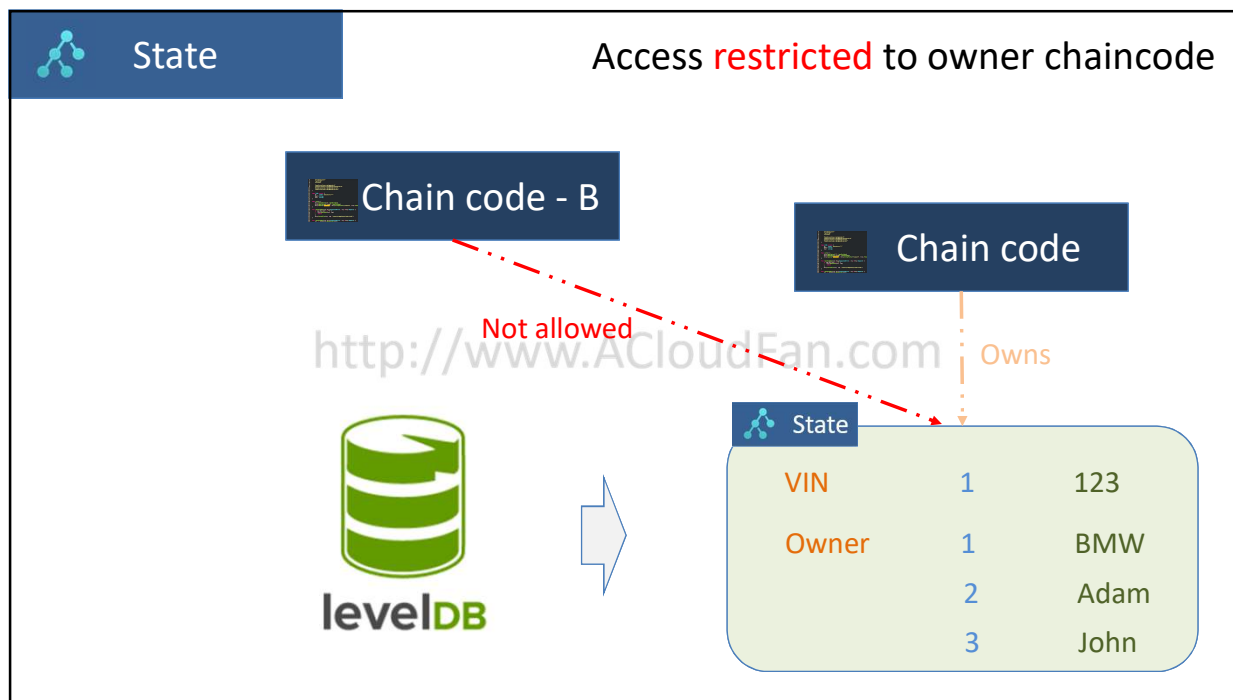 State
Access restricted to owner chaincode
Chain code - B
Chain code
Not allowed
http://www.ACloudFan.com
Owns
State
VIN 1 123
Owner 1 BMW
2 Adam
3 John
levelDB